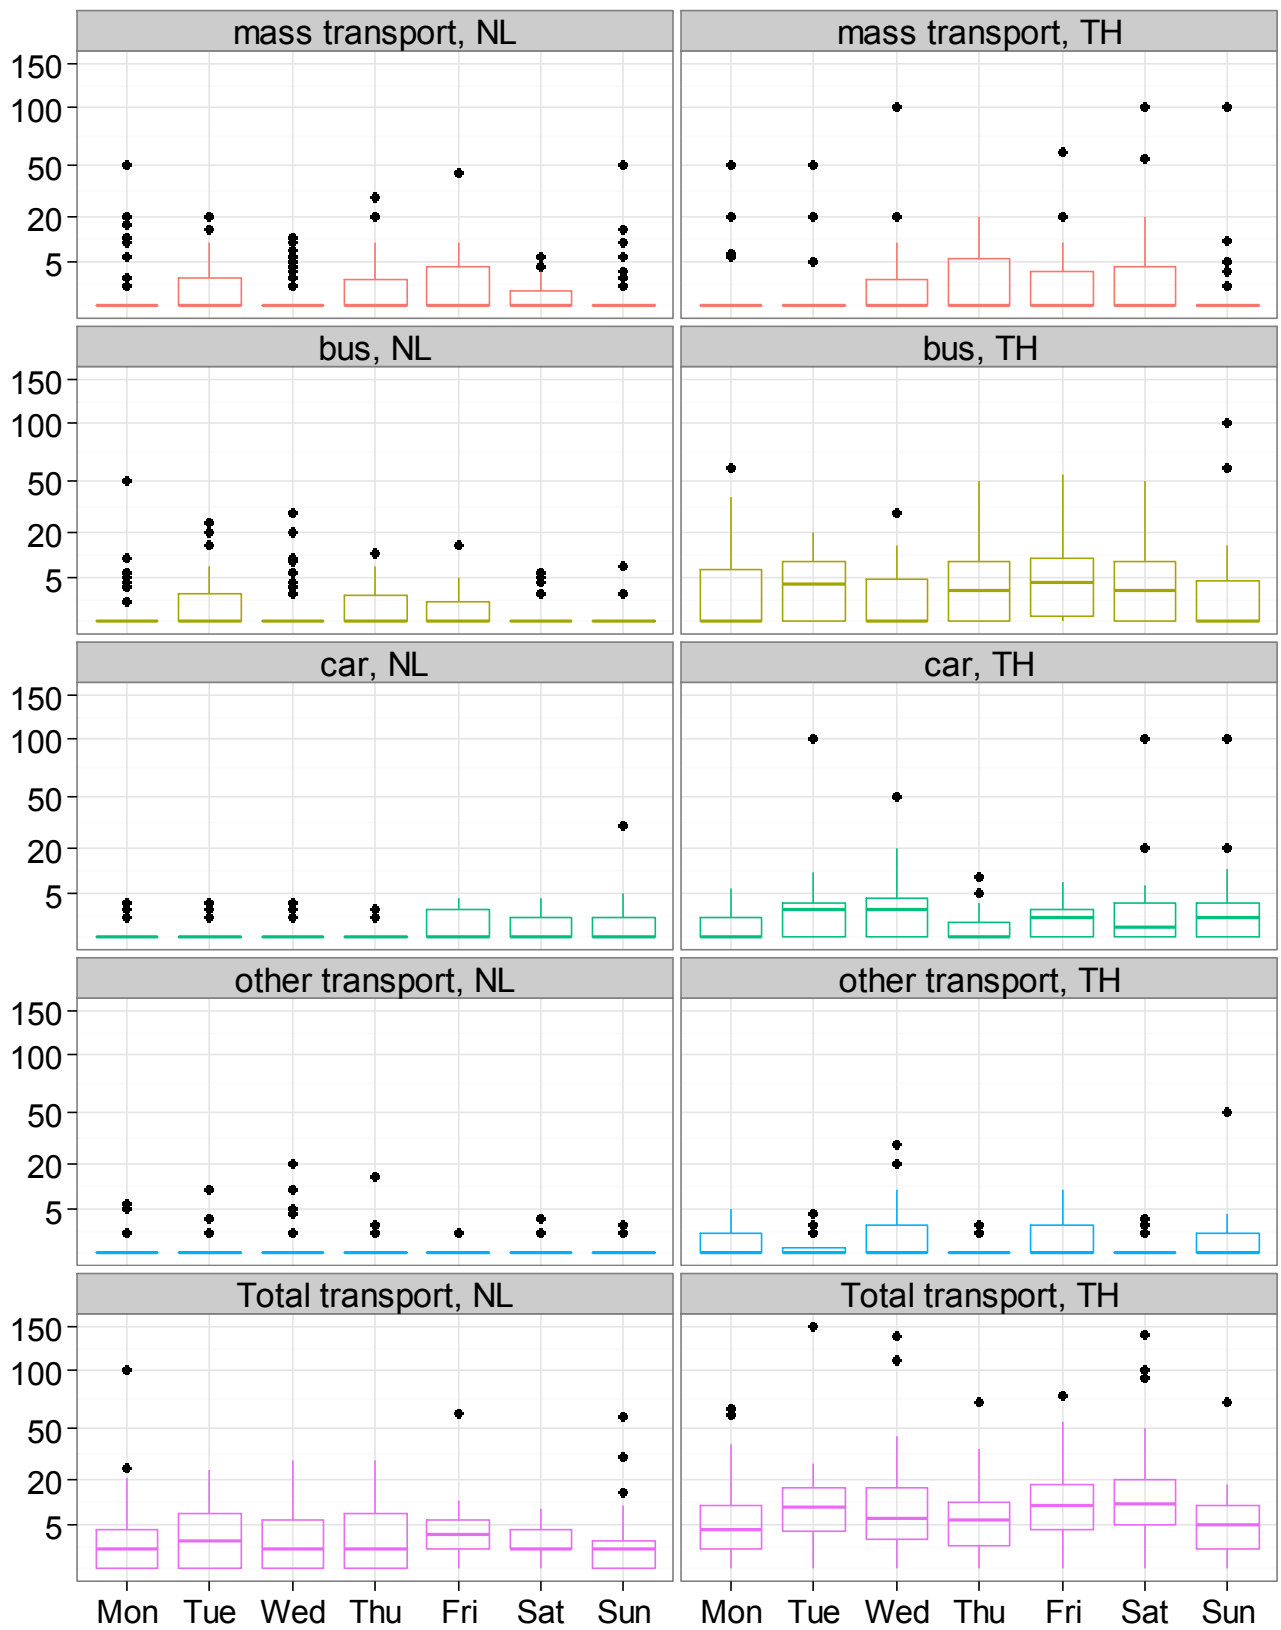 mass transport, NL
mass transport, TH
150
100
50
20
5
bus, NL
bus, TH
150
100
50
20
5
car, NL
car, TH
150
100
50
20
5
other transport, NL
other transport, TH
150
100
50
20
5
Total transport, NL
Total transport, TH
150
100
50
20
5
Mon Tue Wed Thu Fri Sat Sun
Mon Tue Wed Thu Fri Sat Sun